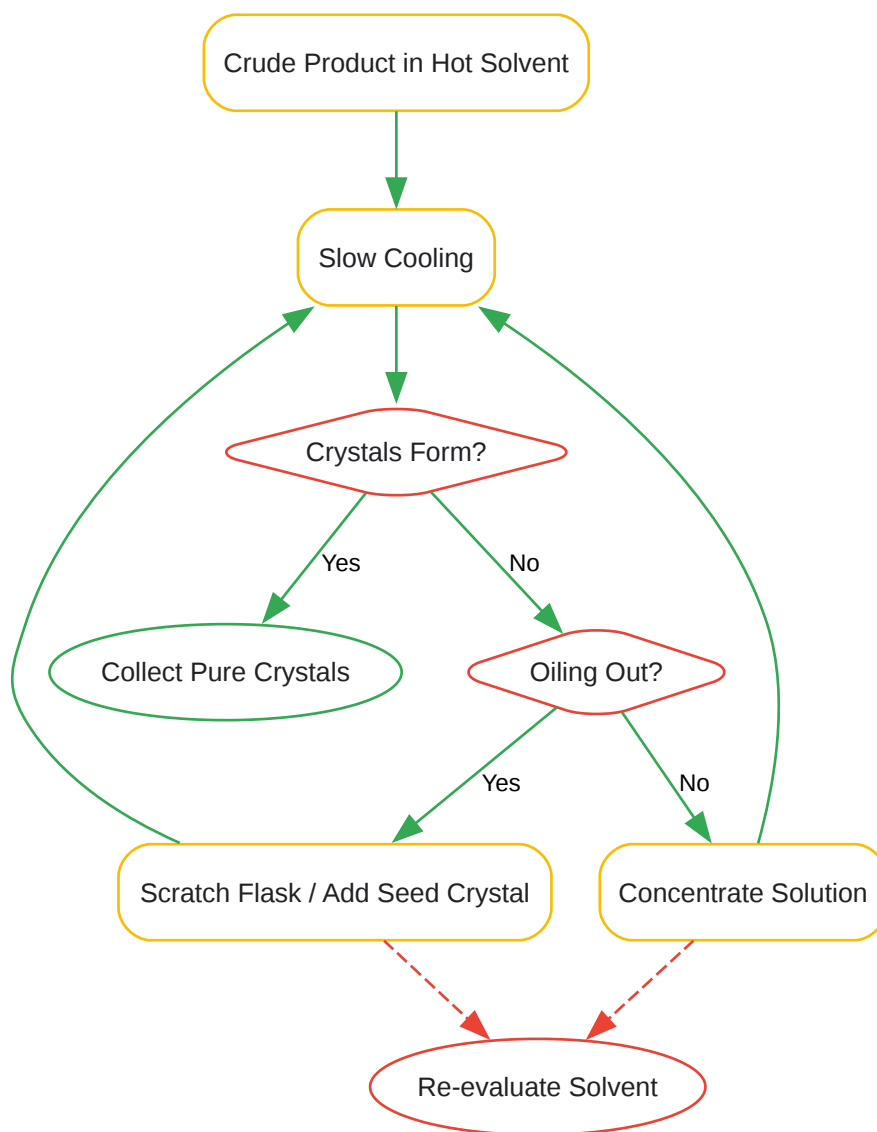 Crude Product in Hot Solvent
Slow Cooling
Crystals Form?
Yes
No
Collect Pure Crystals
Oiling Out?
Yes
No
Scratch Flask / Add Seed Crystal
Concentrate Solution
Re-evaluate Solvent